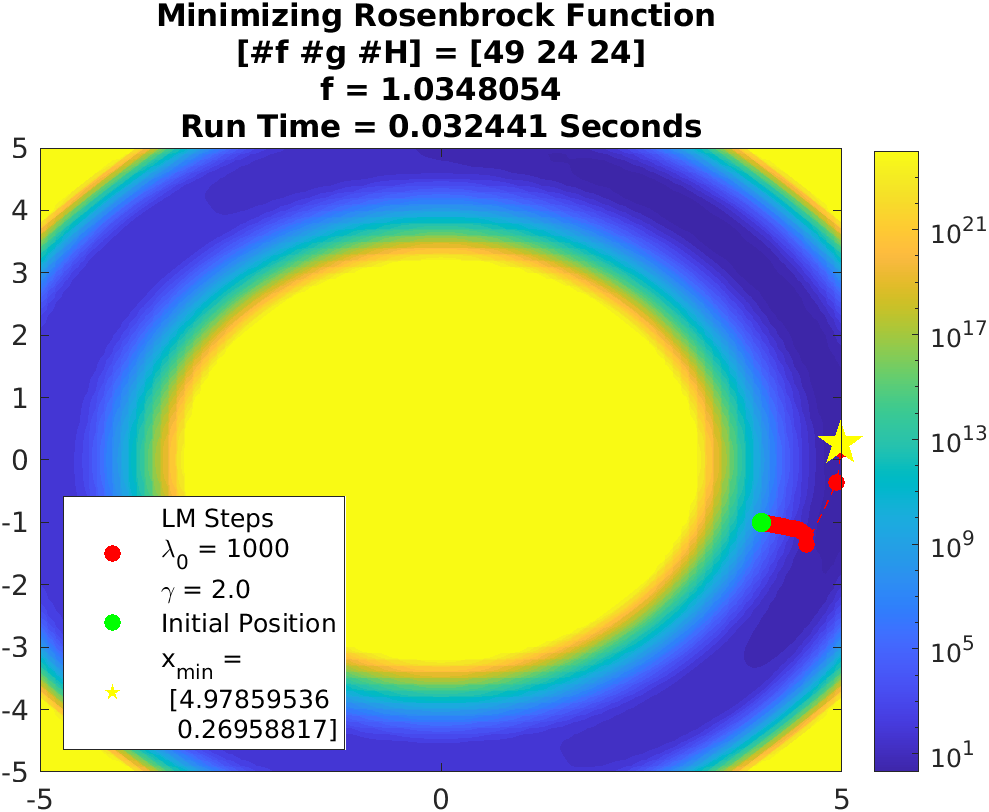 Minimizing Rosenbrock Function
[#f #g #H] = [49 24 24]
f = 1.0348054
Run Time = 0.032441 Seconds
5
4
3
2
1
0
-1
-2
-3
-4
-5
-5
0
5
LM Steps
λ0 = 1000
γ = 2.0
Initial Position
xmin =
[4.97859536
0.26958817]
10^21
10^17
10^13
10^9
10^5
10^1